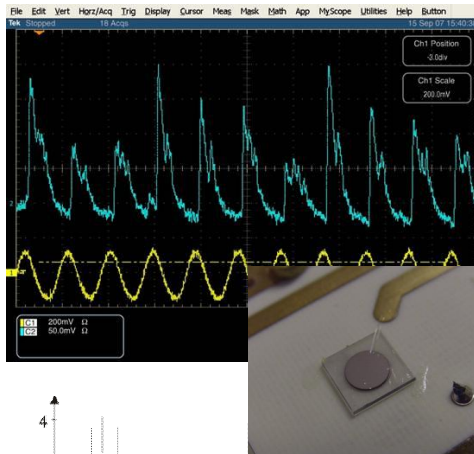 File Edit Vert Horz/Acq Trig Display Cursor Meas Mask Math App MyScope Utilities Help Button
Tek Stopped 18 Acqs 15 Sep 07 15:40:3
Ch1 Position
-3.0div
Ch1 Scale
200.0mV
2
1
C1 200mV Ω
C2 50.0mV Ω
4